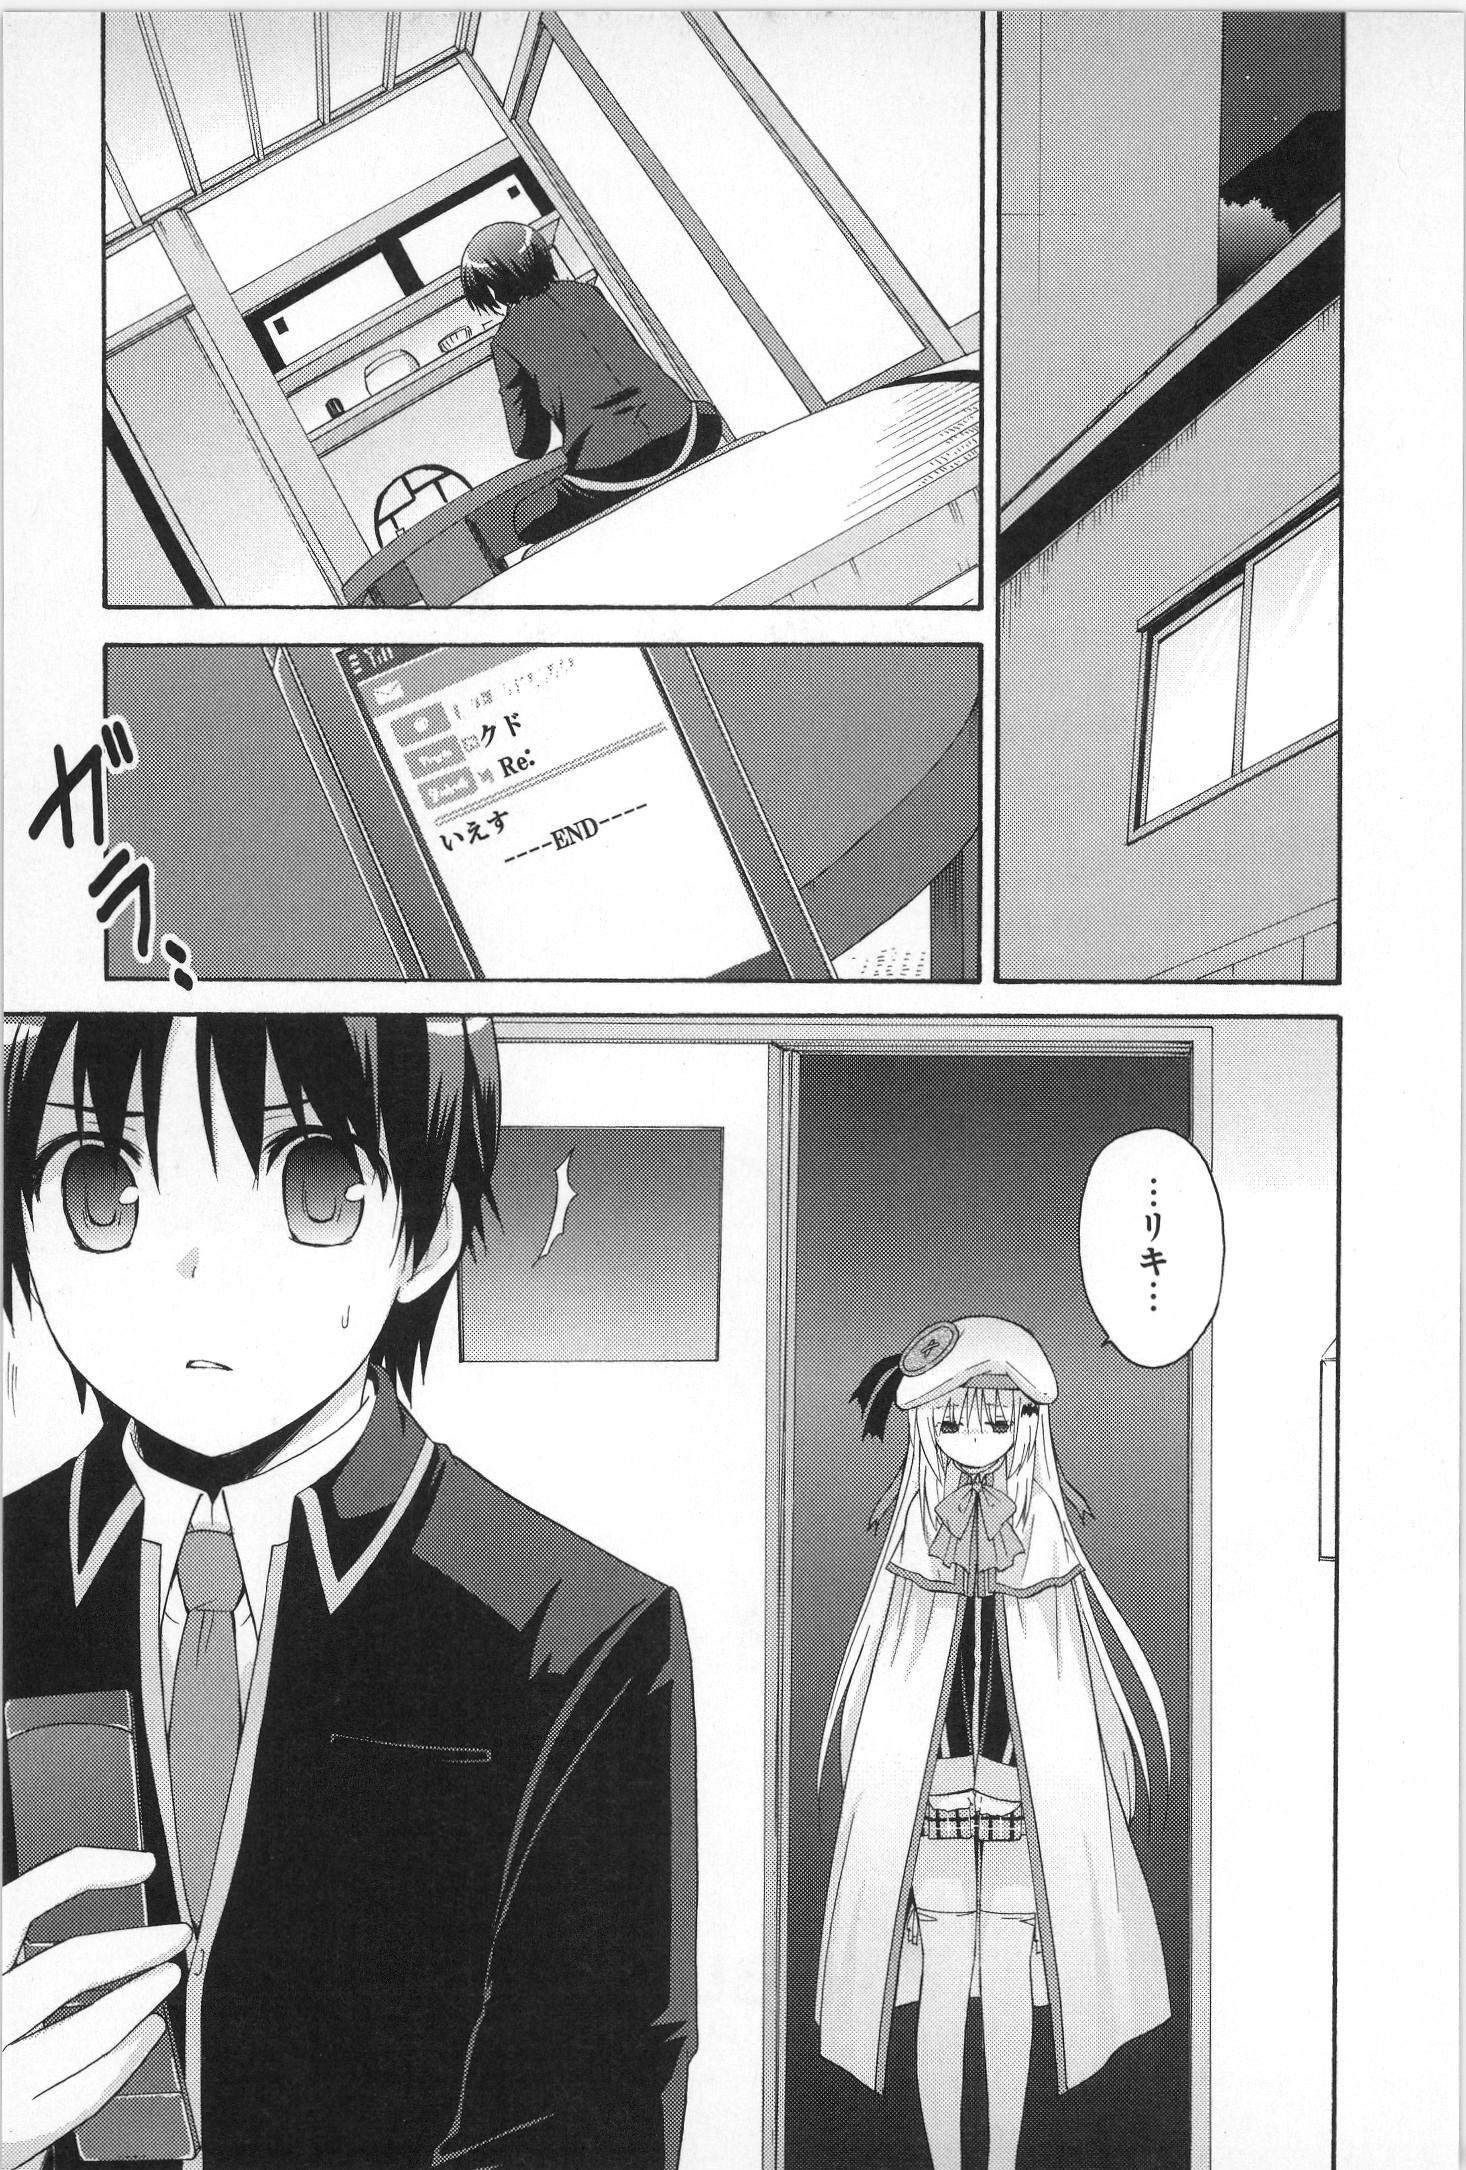 クド
Re:
いえす
----END----
ガラ…
…リキ…